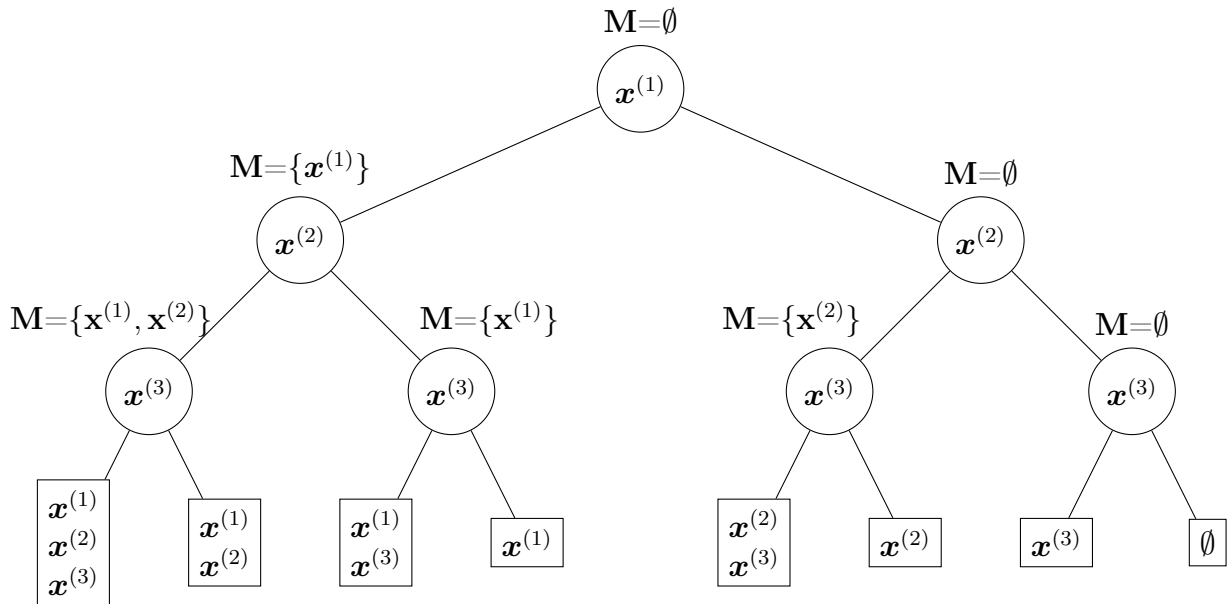 M=∅
x^(1)
M={x^(1)}
M=∅
x^(2)
x^(2)
M={x^(1), x^(2)}
M={x^(1)}
M={x^(2)}
M=∅
x^(3)
x^(3)
x^(3)
x^(3)
x^(1)
x^(2)
x^(3)
x^(1)
x^(2)
x^(1)
x^(3)
x^(1)
x^(2)
x^(3)
x^(2)
x^(3)
∅